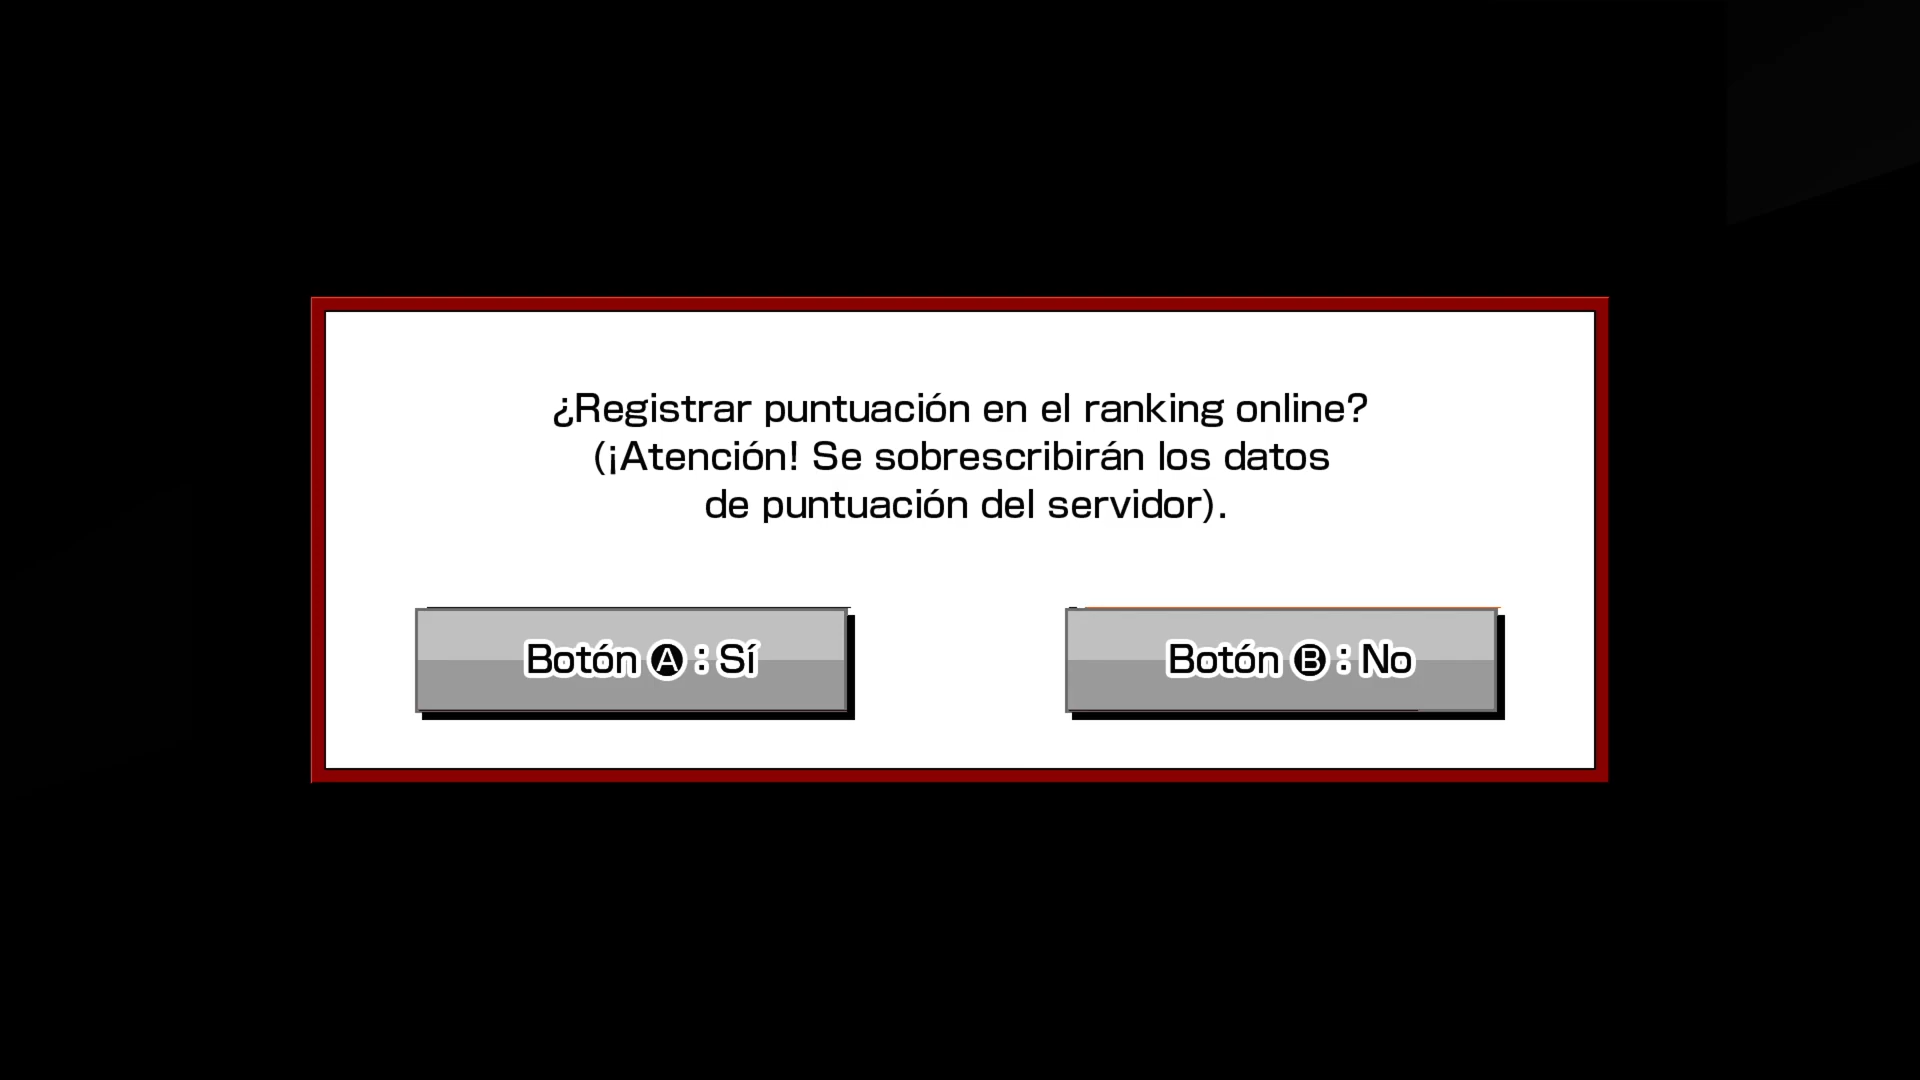 ¿Registrar puntuación en el ranking online?
(¡Atención! Se sobrescribirán los datos
de puntuación del servidor).
Botón Ⓐ : Sí
Botón Ⓑ : No